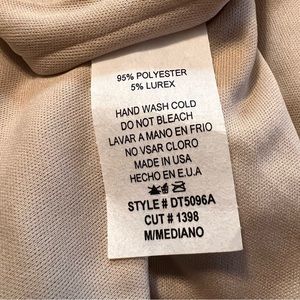 95% POLYESTER
5% LUREX
HAND WASH COLD
DO NOT BLEACH
LAVAR A MANO EN FRIO
NO VSAR CLORO
MADE IN USA
HECHO EN E.U.A
STYLE # DT5096A
CUT # 1398
M/MEDIANO